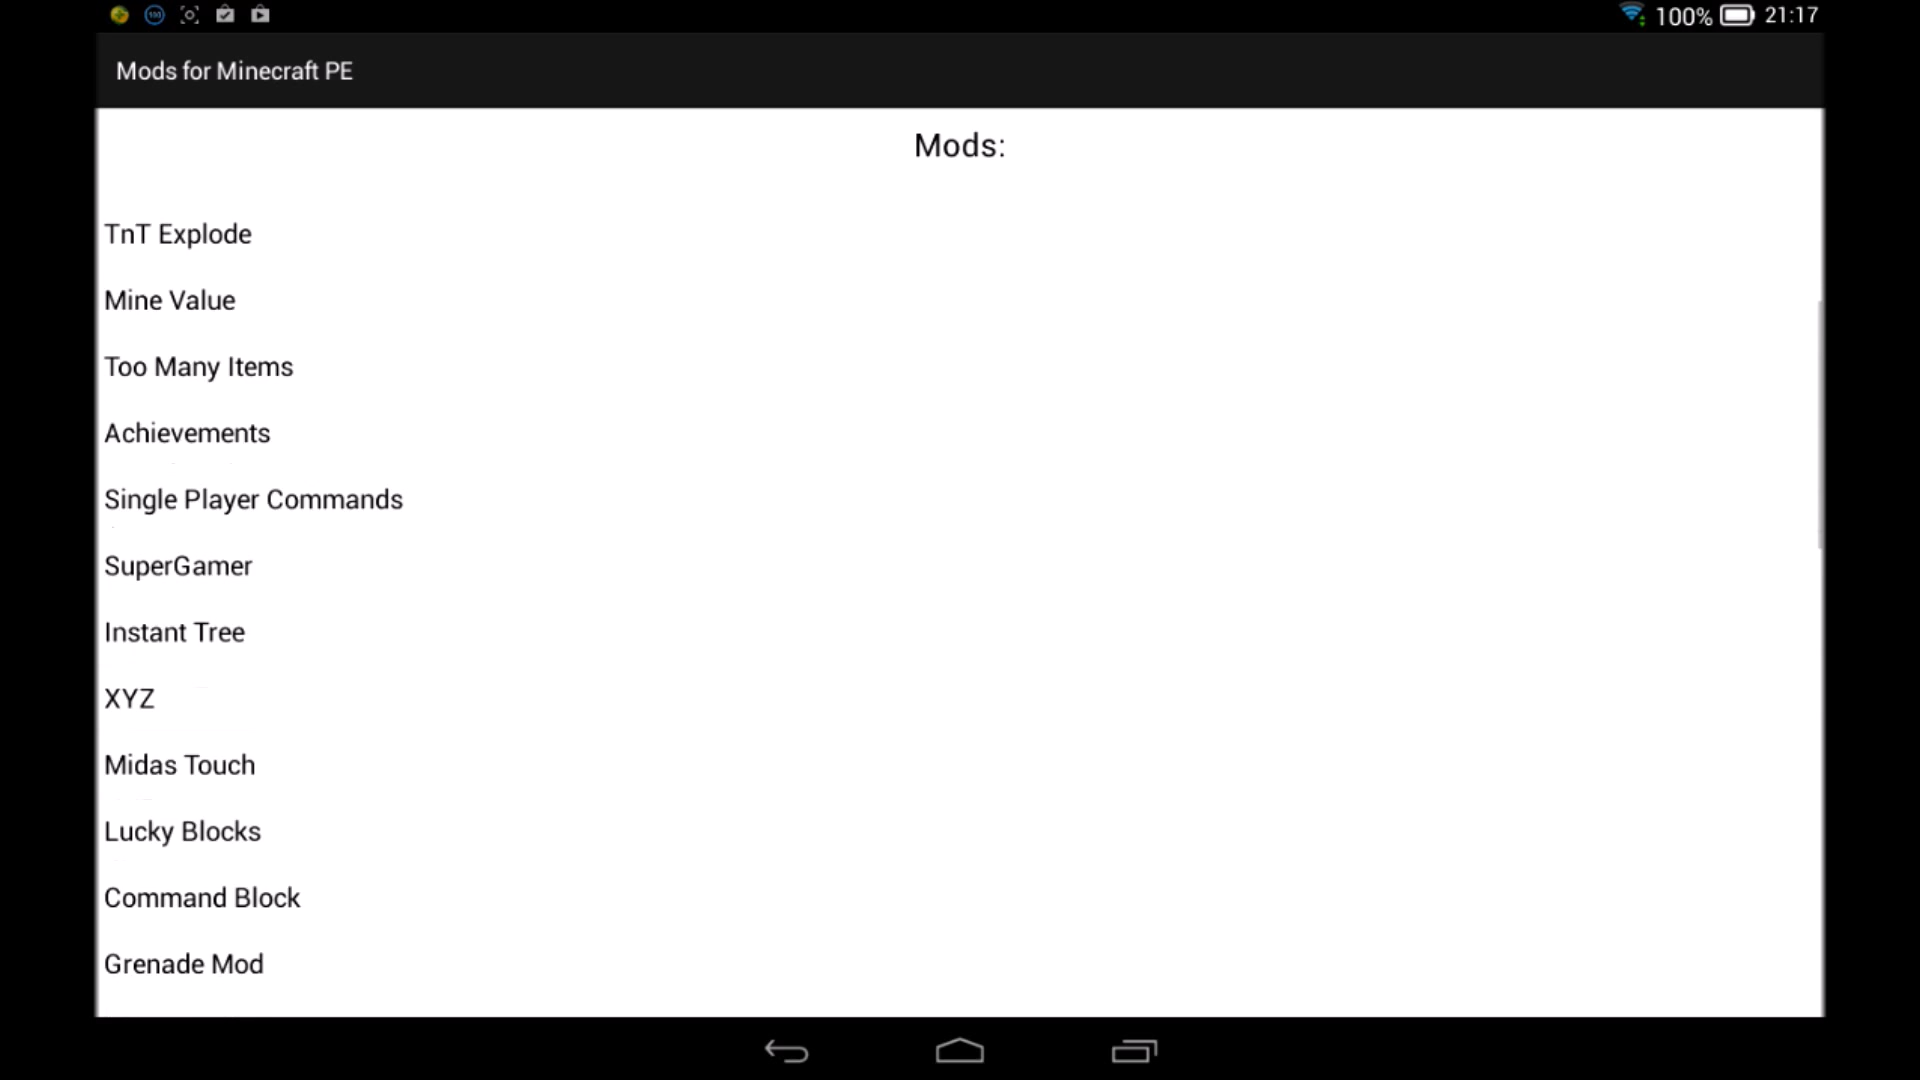 100% 21:17
Mods for Minecraft PE
Mods:
TnT Explode
Mine Value
Too Many Items
Achievements
Single Player Commands
SuperGamer
Instant Tree
XYZ
Midas Touch
Lucky Blocks
Command Block
Grenade Mod